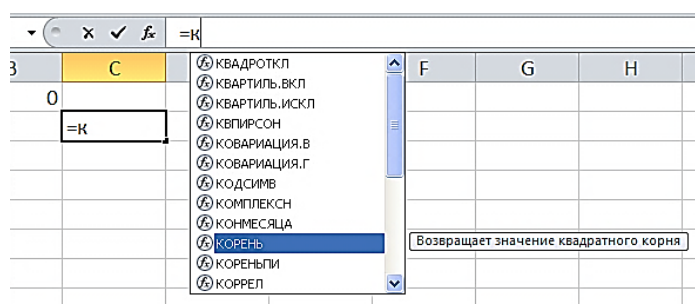 fx =к
B C F G H
0
=к
КВАДРОТКЛ
КВАРТИЛЬ.ВКЛ
КВАРТИЛЬ.ИСКЛ
КВПИРСОН
КОВАРИАЦИЯ.В
КОВАРИАЦИЯ.Г
КОДСИМВ
КОМПЛЕКСН
КОНМЕСЯЦА
КОРЕНЬ
Возвращает значение квадратного корня
КОРЕНЬПИ
КОРРЕЛ